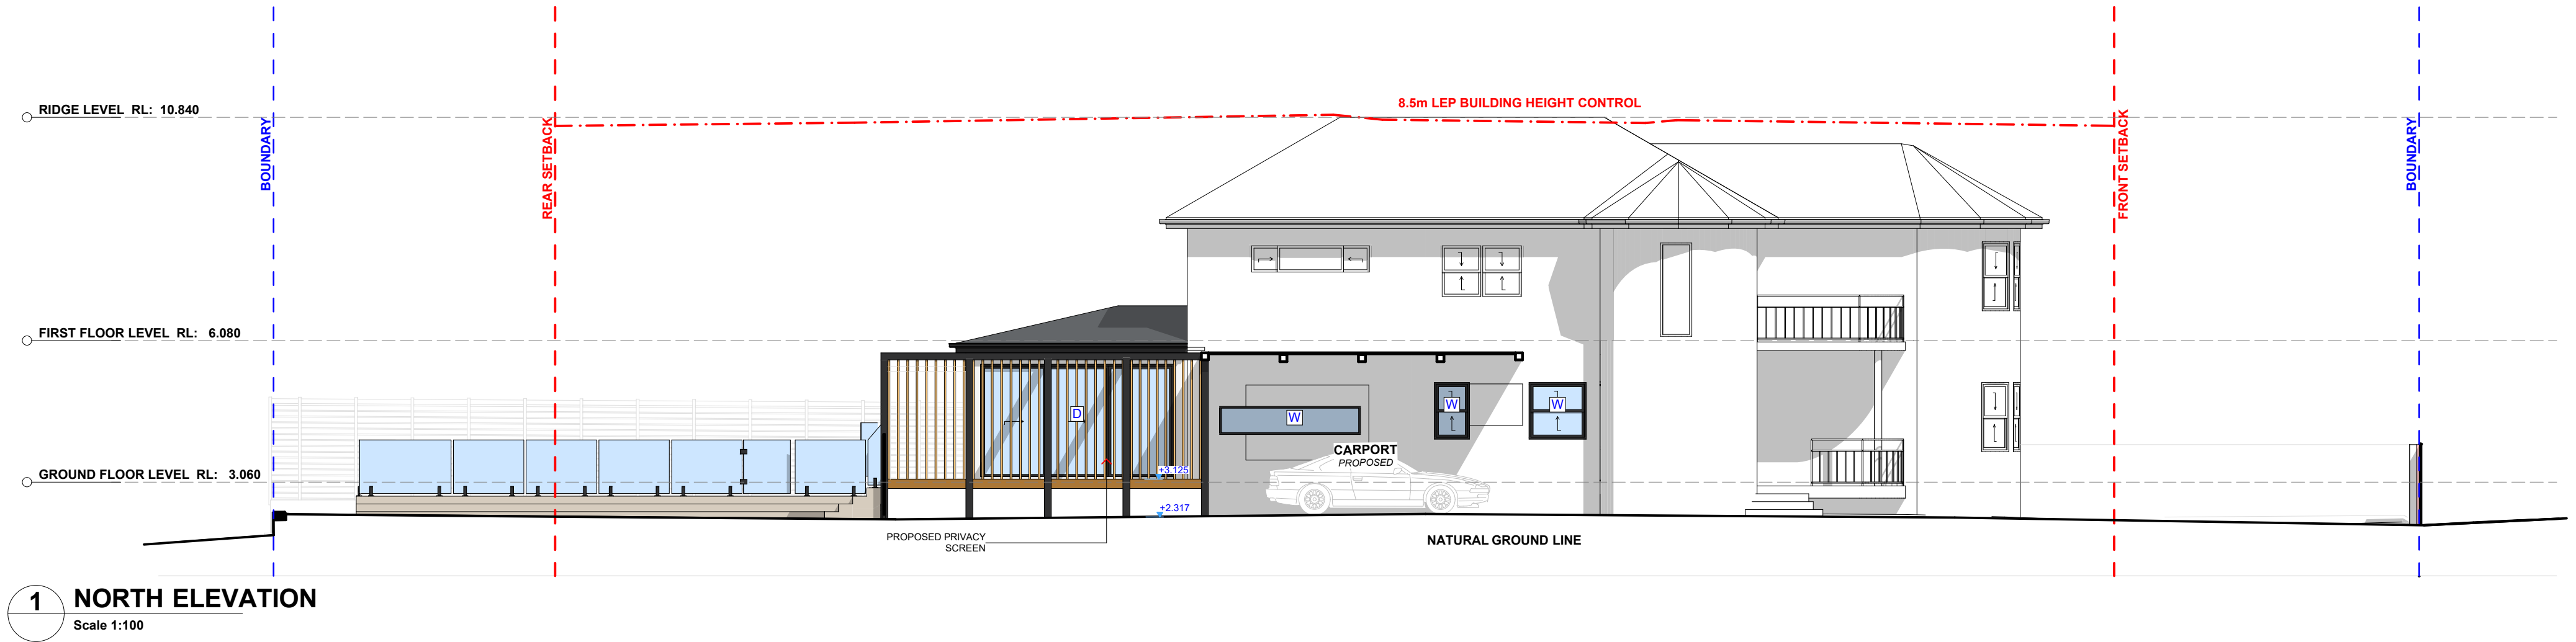 8.5m LEP BUILDING HEIGHT CONTROL
RIDGE LEVEL RL: 10.840
BOUNDARY
REAR SETBACK
FRONT SETBACK
BOUNDARY
FIRST FLOOR LEVEL RL: 6.080
D
W
W
W
CARPORT
PROPOSED
GROUND FLOOR LEVEL RL: 3.060
+3.125
+2.317
PROPOSED PRIVACY
SCREEN
NATURAL GROUND LINE
1
NORTH ELEVATION
Scale 1:100